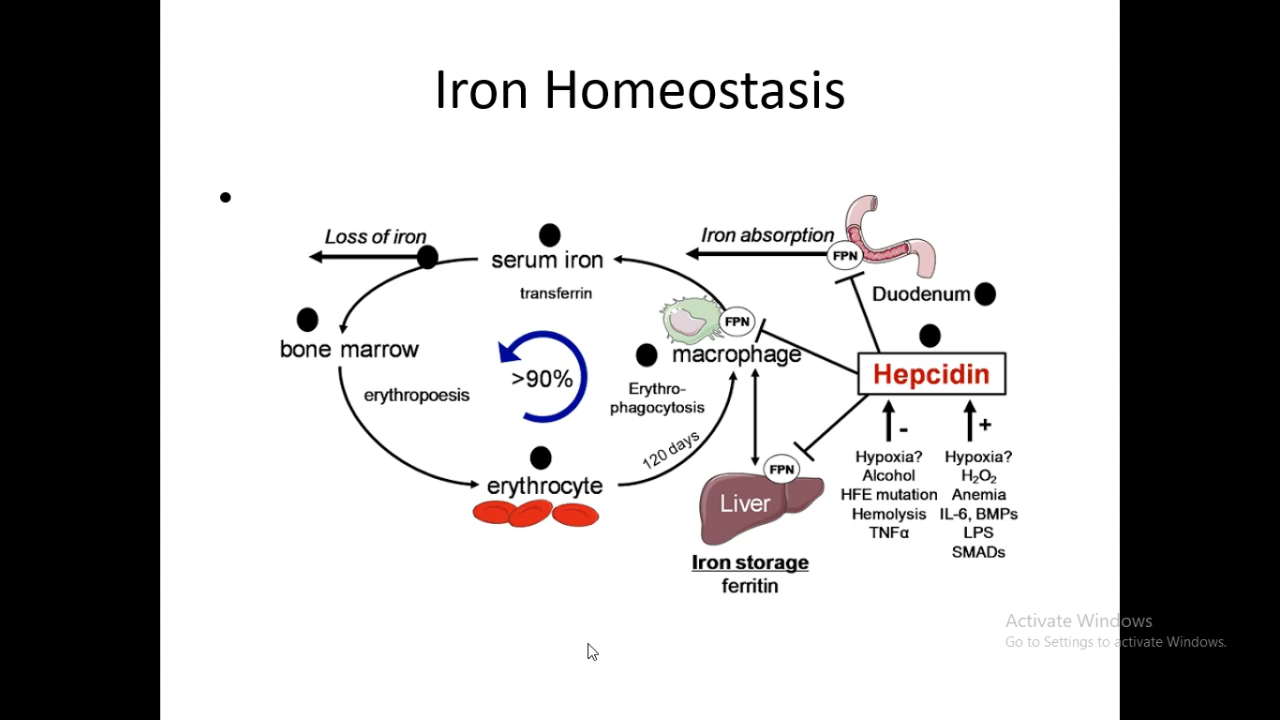 Iron Homeostasis
Loss of iron
serum iron
transferrin
Iron absorption
FPN
Duodenum
bone marrow
erythropoesis
>90%
FPN
macrophage
Erythro-
phagocytosis
120 days
erythrocyte
Hepcidin
-
+
Hypoxia?
Alcohol
HFE mutation
Hemolysis
TNFα
Hypoxia?
H₂O₂
Anemia
IL-6, BMPs
LPS
SMADs
FPN
Liver
Iron storage
ferritin
Activate Windows
Go to Settings to activate Windows.